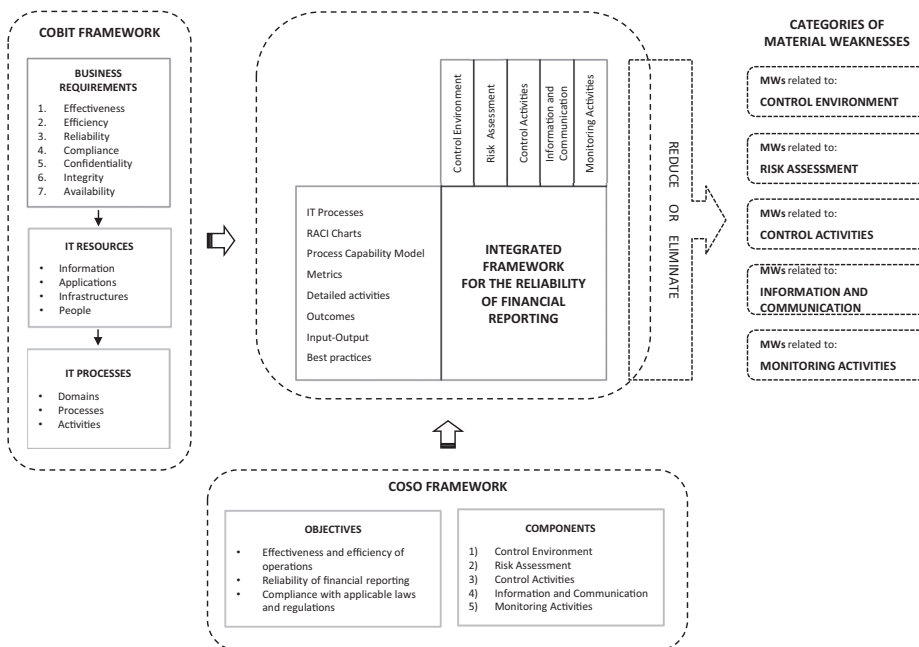 COBIT FRAMEWORK
BUSINESS
REQUIREMENTS
1. Effectiveness
2. Efficiency
3. Reliability
4. Compliance
5. Confidentiality
6. Integrity
7. Availability
IT RESOURCES
• Information
• Applications
• Infrastructures
• People
IT PROCESSES
• Domains
• Processes
• Activities
Control Environment
Risk Assessment
Control Activities
Information and
Communication
Monitoring Activities
IT Processes
RACI Charts
Process Capability Model
Metrics
Detailed activities
Outcomes
Input-Output
Best practices
INTEGRATED
FRAMEWORK
FOR THE RELIABILITY
OF FINANCIAL
REPORTING
REDUCE OR ELIMINATE
CATEGORIES OF
MATERIAL WEAKNESSES
MWs related to:
CONTROL ENVIRONMENT
MWs related to:
RISK ASSESSMENT
MWs related to:
CONTROL ACTIVITIES
MWs related to:
INFORMATION AND
COMMUNICATION
MWs related to:
MONITORING ACTIVITIES
COSO FRAMEWORK
OBJECTIVES
• Effectiveness and efficiency of
operations
• Reliability of financial reporting
• Compliance with applicable laws
and regulations
COMPONENTS
1) Control Environment
2) Risk Assessment
3) Control Activities
4) Information and Communication
5) Monitoring Activities